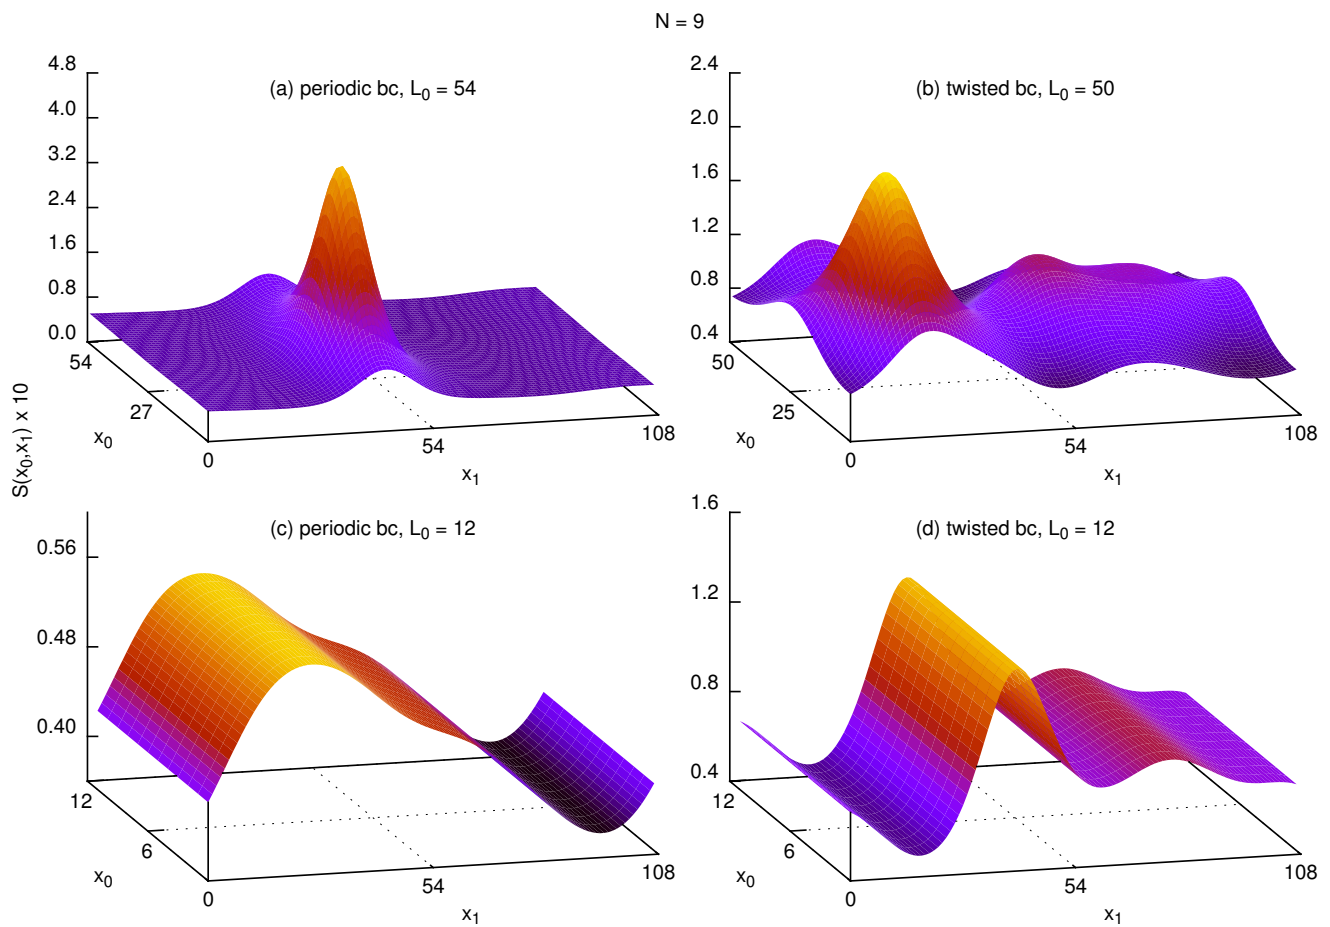 N = 9
(a) periodic bc, L0 = 54
4.8
4.0
3.2
2.4
1.6
0.8
0.0
54
27
x0
0
54
108
x1
S(x0,x1) x 10
(b) twisted bc, L0 = 50
2.4
2.0
1.6
1.2
0.8
0.4
50
25
x0
0
54
108
x1
(c) periodic bc, L0 = 12
0.56
0.48
0.40
12
6
x0
0
54
108
x1
(d) twisted bc, L0 = 12
1.6
1.2
0.8
0.4
12
6
x0
0
54
108
x1